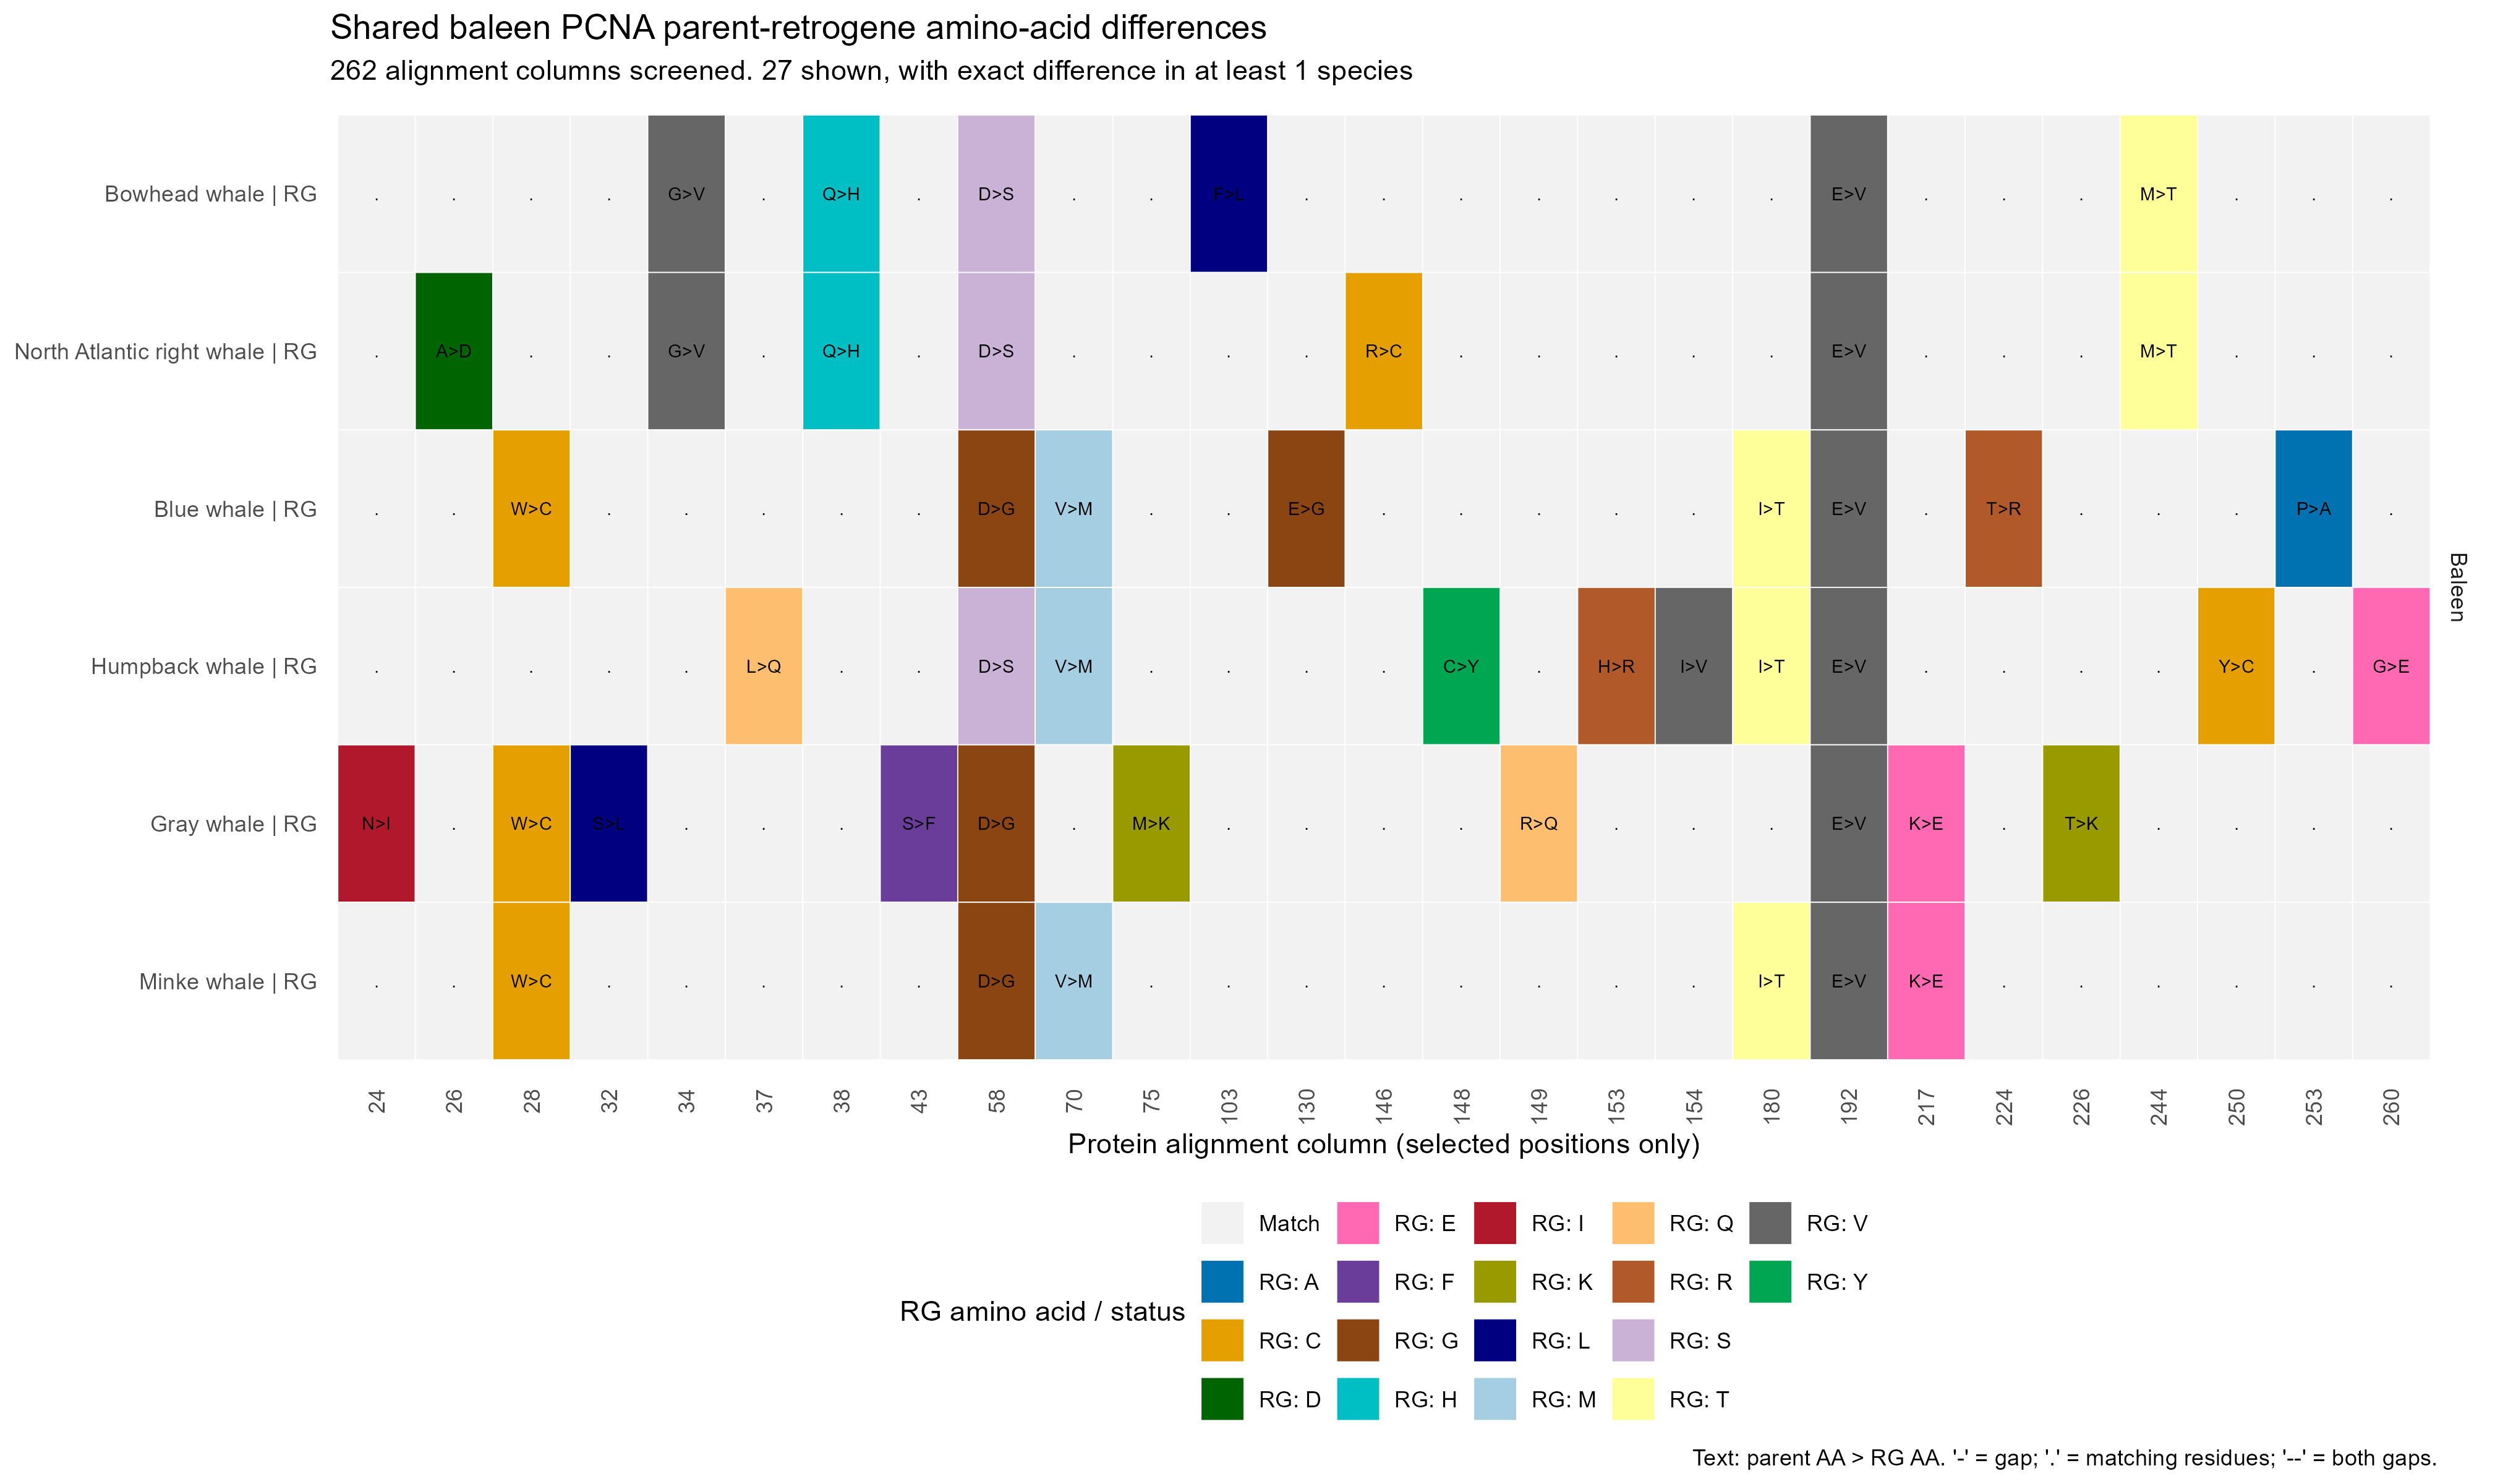 Shared baleen PCNA parent-retrogene amino-acid differences
262 alignment columns screened. 27 shown, with exact difference in at least 1 species
Bowhead whale | RG . . . . G>V . Q>H . D>S . . F>L . . . . . . . E>V . . . M>T . . .
North Atlantic right whale | RG . A>D . . G>V . Q>H . D>S . . . . R>C . . . . . E>V . . . M>T . . .
Blue whale | RG . . W>C . . . . . D>G V>M . . E>G . . . . . I>T E>V . T>R . . . P>A .
Humpback whale | RG . . . . . L>Q . . D>S V>M . . . . C>Y . H>R I>V I>T E>V . . . . Y>C . G>E
Gray whale | RG N>I . W>C S>L . . . S>F D>G . M>K . . . . R>Q . . . E>V K>E . T>K . . . .
Minke whale | RG . . W>C . . . . . D>G V>M . . . . . . . . I>T E>V K>E . . . . . .
Baleen
24 26 28 32 34 37 38 43 58 70 75 103 130 146 148 149 153 154 180 192 217 224 226 244 250 253 260
Protein alignment column (selected positions only)
RG amino acid / status
Match RG: E RG: I RG: Q RG: V
RG: A RG: F RG: K RG: R RG: Y
RG: C RG: G RG: L RG: S
RG: D RG: H RG: M RG: T
Text: parent AA > RG AA. '-' = gap; '.' = matching residues; '--' = both gaps.